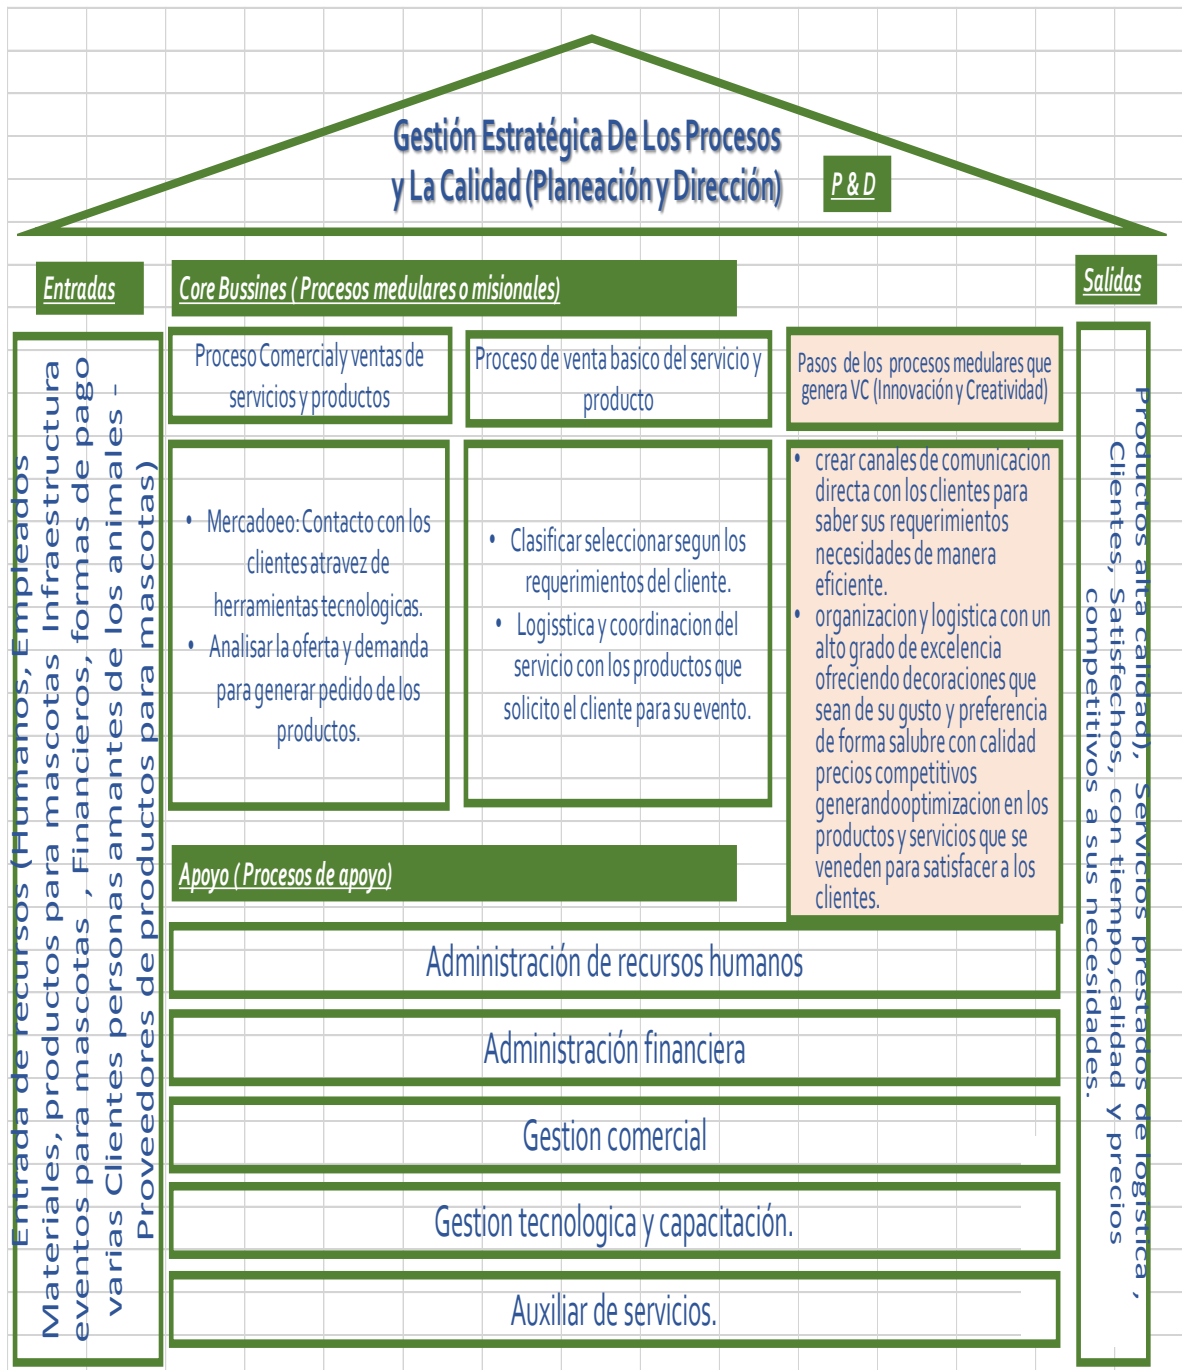 Gestión Estratégica De Los Procesos
y La Calidad (Planeación y Dirección)
P & D
Entradas
Core Bussines ( Procesos medulares o misionales)
Salidas
Entrada de recursos (Humanos, Empleados
Materiales, productos para mascotas Infraestructura
eventos para mascotas , Financieros, formas de pago
varias Clientes personas amantes de los animales -
Proveedores de productos para mascotas)
Proceso Comercialy ventas de
servicios y productos
Proceso de venta basico del servicio y
producto
Pasos de los procesos medulares que
genera VC (Innovación y Creatividad)
• Mercadoeo: Contacto con los
clientes atravez de
herramientas tecnologicas.
• Analisar la oferta y demanda
para generar pedido de los
productos.
• Clasificar seleccionar segun los
requerimientos del cliente.
• Logisstica y coordinacion del
servicio con los productos que
solicito el cliente para su evento.
• crear canales de comunicacion
directa con los clientes para
saber sus requerimientos
necesidades de manera
eficiente.
• organizacion y logistica con un
alto grado de excelencia
ofreciendo decoraciones que
sean de su gusto y preferencia
de forma salubre con calidad
precios competitivos
generandooptimizacion en los
productos y servicios que se
veneden para satisfacer a los
clientes.
Productos alta calidad), Servicios prestados de logística ,
Clientes, Satisfechos, con tiempo,calidad y precios
competitivos a sus necesidades.
Apoyo ( Procesos de apoyo)
Administración de recursos humanos
Administración financiera
Gestion comercial
Gestion tecnologica y capacitación.
Auxiliar de servicios.